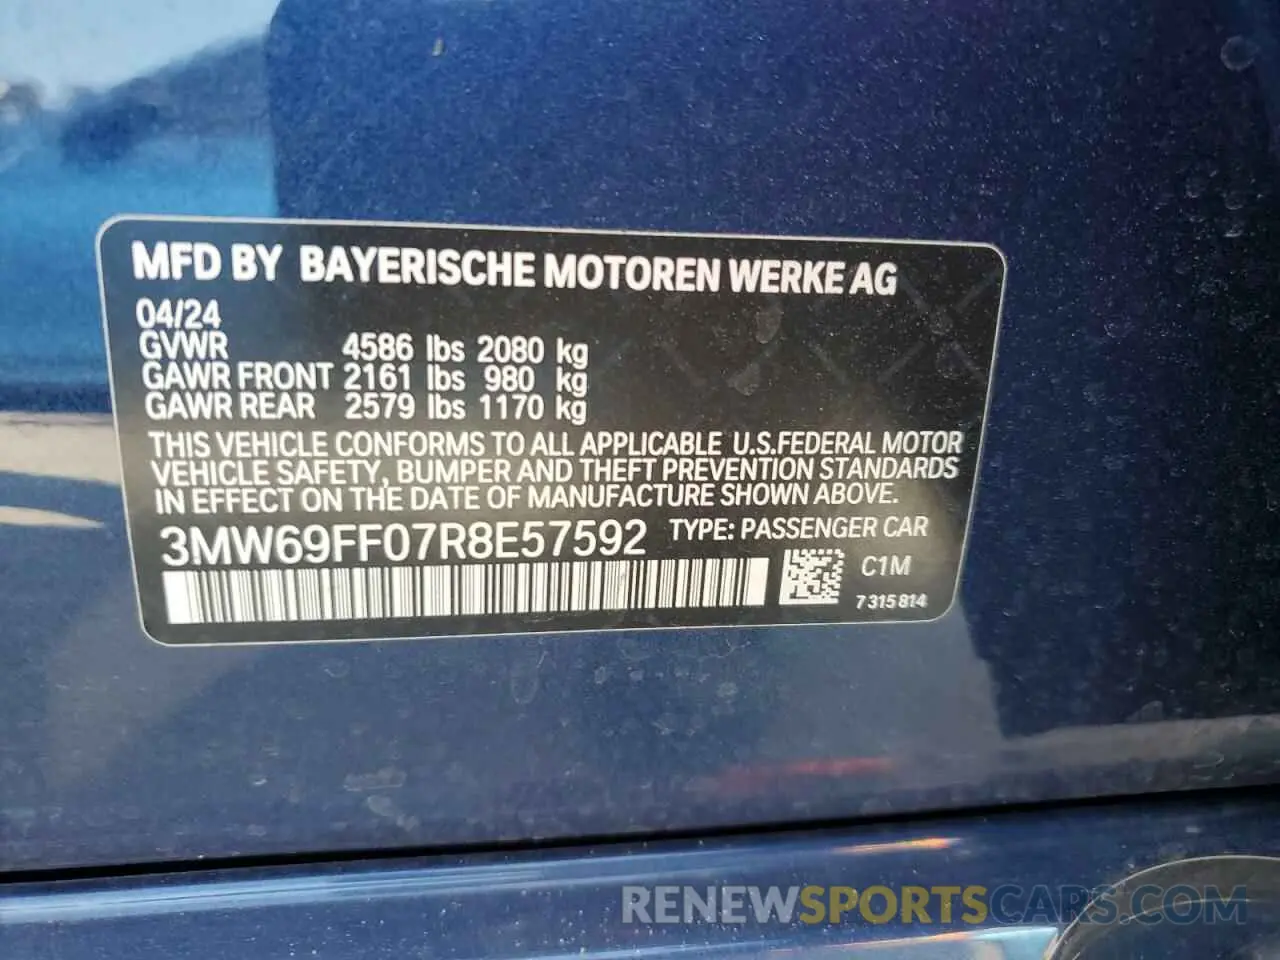 MFD BY BAYERISCHE MOTOREN WERKE AG
04/24
GVWR 4586 lbs 2080 kg
GAWR FRONT 2161 lbs 980 kg
GAWR REAR 2579 lbs 1170 kg
THIS VEHICLE CONFORMS TO ALL APPLICABLE U.S.FEDERAL MOTOR
VEHICLE SAFETY, BUMPER AND THEFT PREVENTION STANDARDS
IN EFFECT ON THE DATE OF MANUFACTURE SHOWN ABOVE.
3MW69FF07R8E57592 TYPE: PASSENGER CAR
C1M
7 315 814
RENEWSPORTSCARS.COM